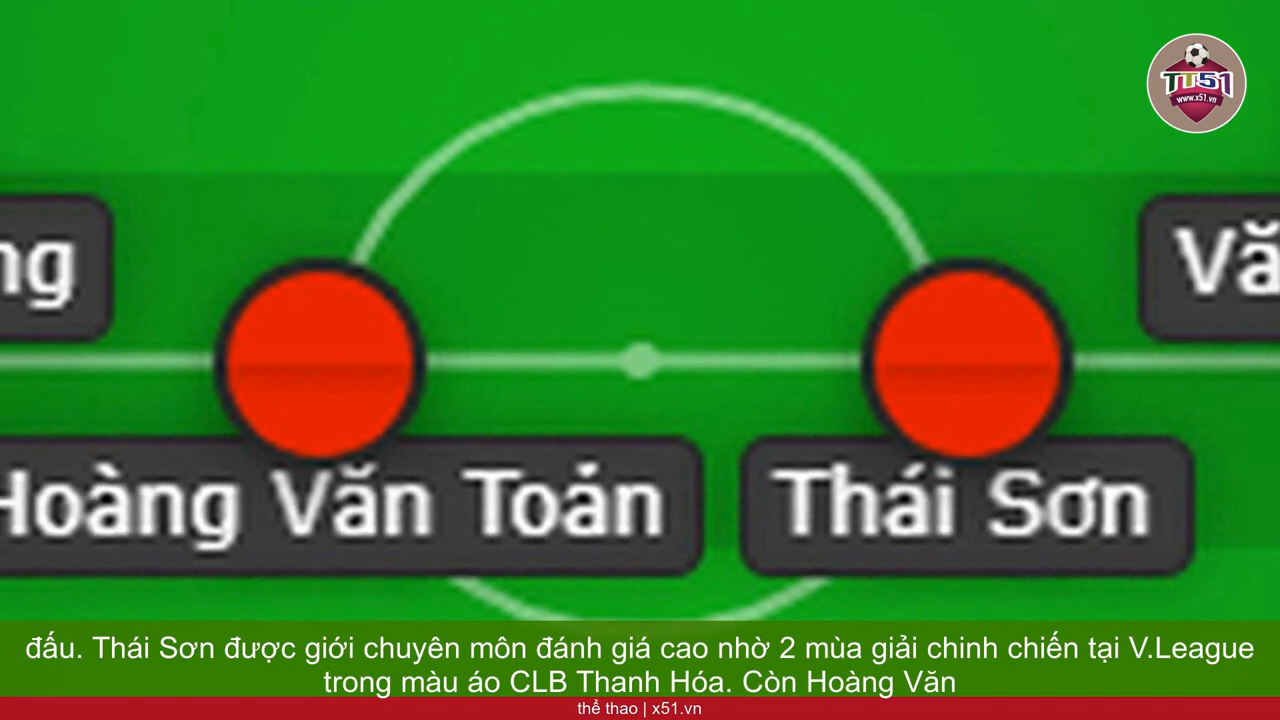 TT51
www.x51.vn
ng
Vă
Hoàng Văn Toản
Thái Sơn
đấu. Thái Sơn được giới chuyên môn đánh giá cao nhờ 2 mùa giải chinh chiến tại V.League
trong màu áo CLB Thanh Hóa. Còn Hoàng Văn
thể thao | x51.vn